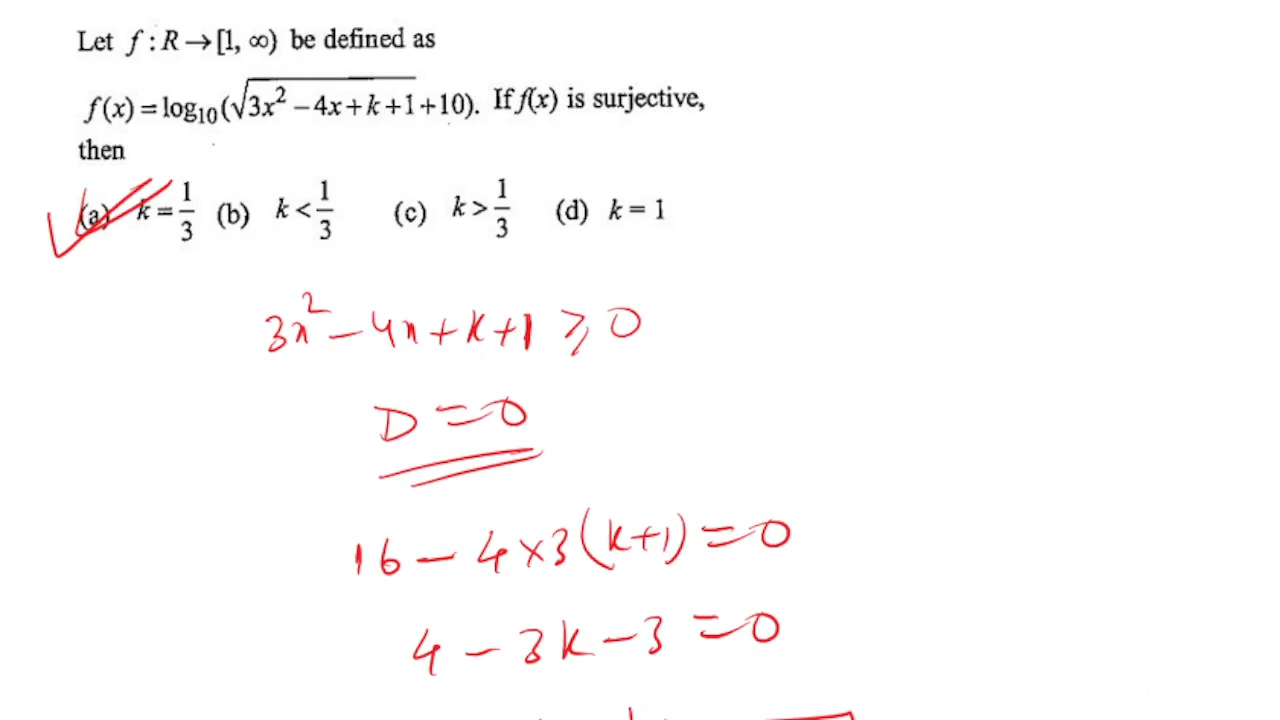 Let f : R → [1, ∞) be defined as
f(x) = log₁₀(√(3x² – 4x + k + 1) + 10). If f(x) is surjective,
then
(a) k = 1/3 (b) k < 1/3 (c) k > 1/3 (d) k = 1
3x² – 4x + k + 1 ≥ 0
D = 0
16 – 4 × 3 (k+1) = 0
4 – 3k – 3 = 0